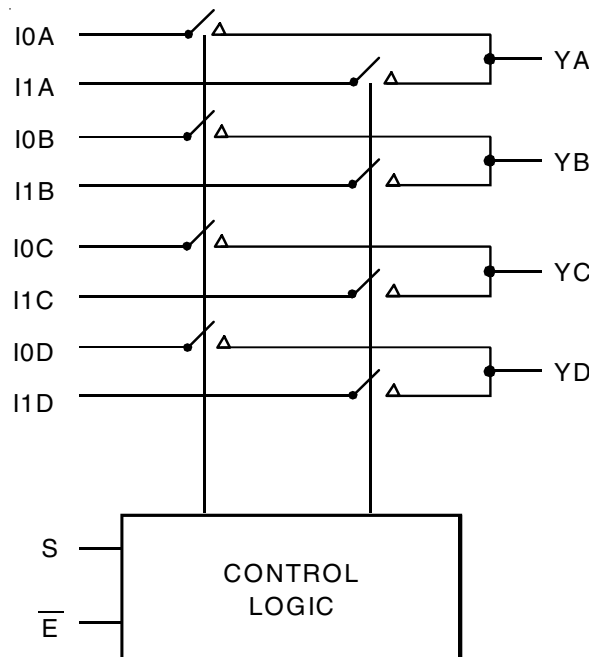 I0A
YA
I1A
I0B
YB
I1B
I0C
YC
I1C
I0D
YD
I1D
S
CONTROL
LOGIC
E̅